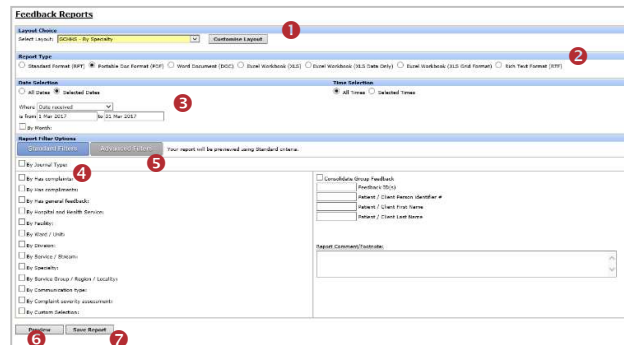 Feedback Reports
Layout Choice
Select Layout: SCHHS - By Specialty Customise Layout 1
Report Type 2
Standard Format (RPT) Portable Doc Format (PDF) Word Document (DOC) Excel Workbook (XLS) Excel Workbook (XLS Data Only) Excel Workbook (XLS Grid Format) Rich Text Format (RTF)
Date Selection Time Selection
All Dates Selected Dates All Times Selected Times
3
Where Date received
is from 1 Mar 2017 to 31 Mar 2017
By Month:
Report Filter Options
Standard Filters Advanced Filters Your report will be previewed using Standard criteria.
By Journal Type: 5
By Has complaints: 4 Consolidate Group Feedback
Feedback ID(s)
By Has compliments: Patient / Client Person Identifier #
By Has general feedback: Patient / Client First Name
By Hospital and Health Service: Patient / Client Last Name
By Facility:
By Ward / Unit:
By Division: Report Comment/Footnote:
By Service / Stream:
By Specialty:
By Service Group / Region / Locality:
By Communication type:
By Complaint severity assessment:
By Custom Selection:
Preview Save Report
6 7